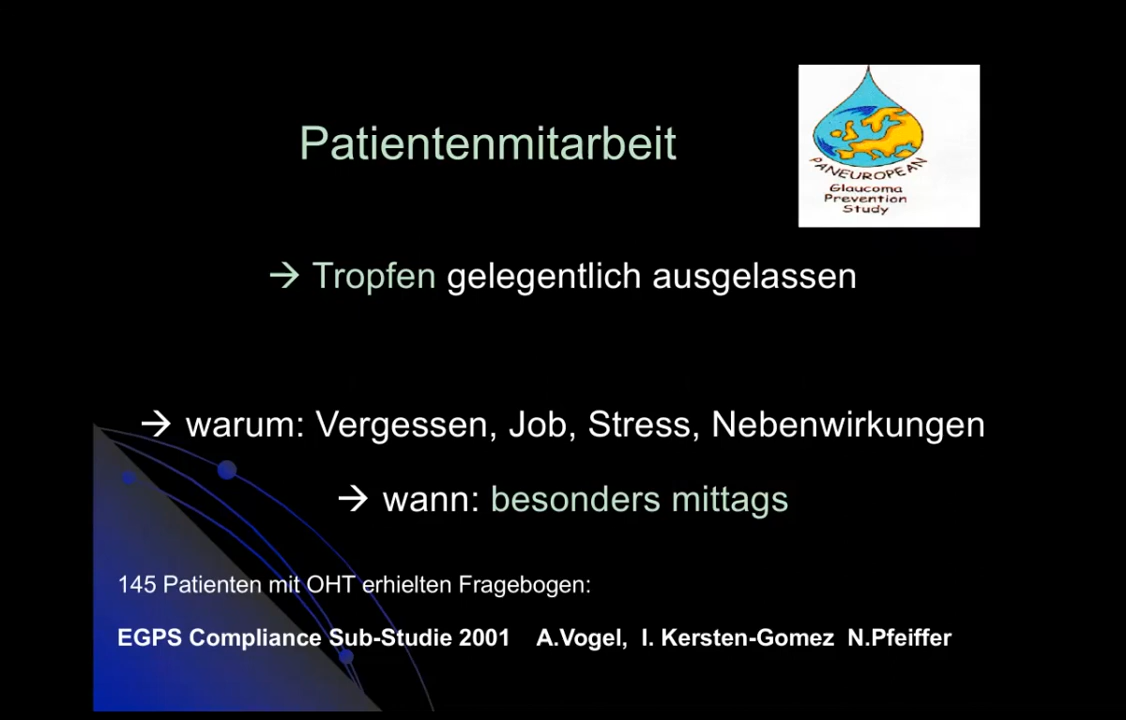 Patientenmitarbeit
PANEUROPEAN
Glaucoma
Prevention
Study
→ Tropfen gelegentlich ausgelassen
→ warum: Vergessen, Job, Stress, Nebenwirkungen
→ wann: besonders mittags
145 Patienten mit OHT erhielten Fragebogen:
EGPS Compliance Sub-Studie 2001 A.Vogel, I. Kersten-Gomez N.Pfeiffer